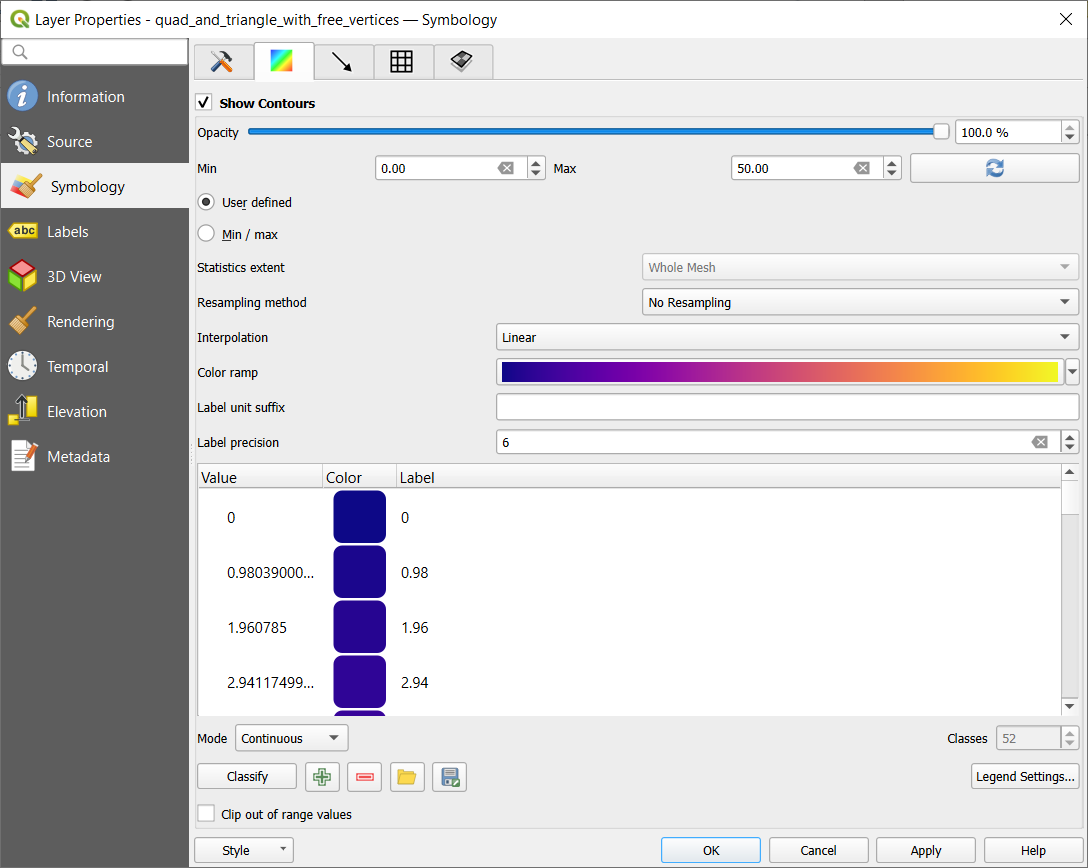 Layer Properties - quad_and_triangle_with_free_vertices — Symbology
Information
Source
Symbology
abc Labels
3D View
Rendering
Temporal
Elevation
Metadata
Show Contours
Opacity 100.0 %
Min 0.00 Max 50.00
User defined
Min / max
Statistics extent Whole Mesh
Resampling method No Resampling
Interpolation Linear
Color ramp
Label unit suffix
Label precision 6
Value Color Label
0 0
0.98039000... 0.98
1.960785 1.96
2.94117499... 2.94
Mode Continuous Classes 52
Classify Legend Settings...
Clip out of range values
Style OK Cancel Apply Help